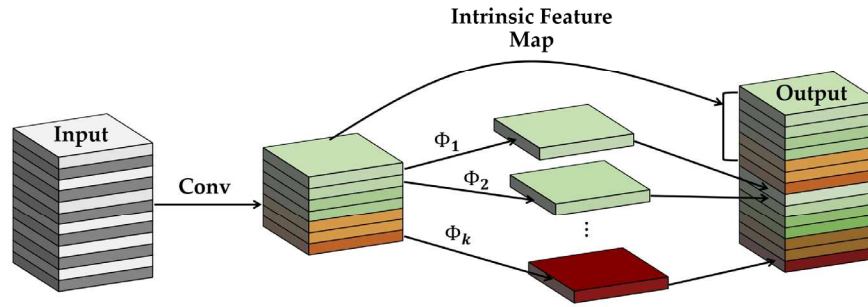 Intrinsic Feature
Map
Input
Conv
Φ₁
Φ₂
⋮
Φₖ
Output